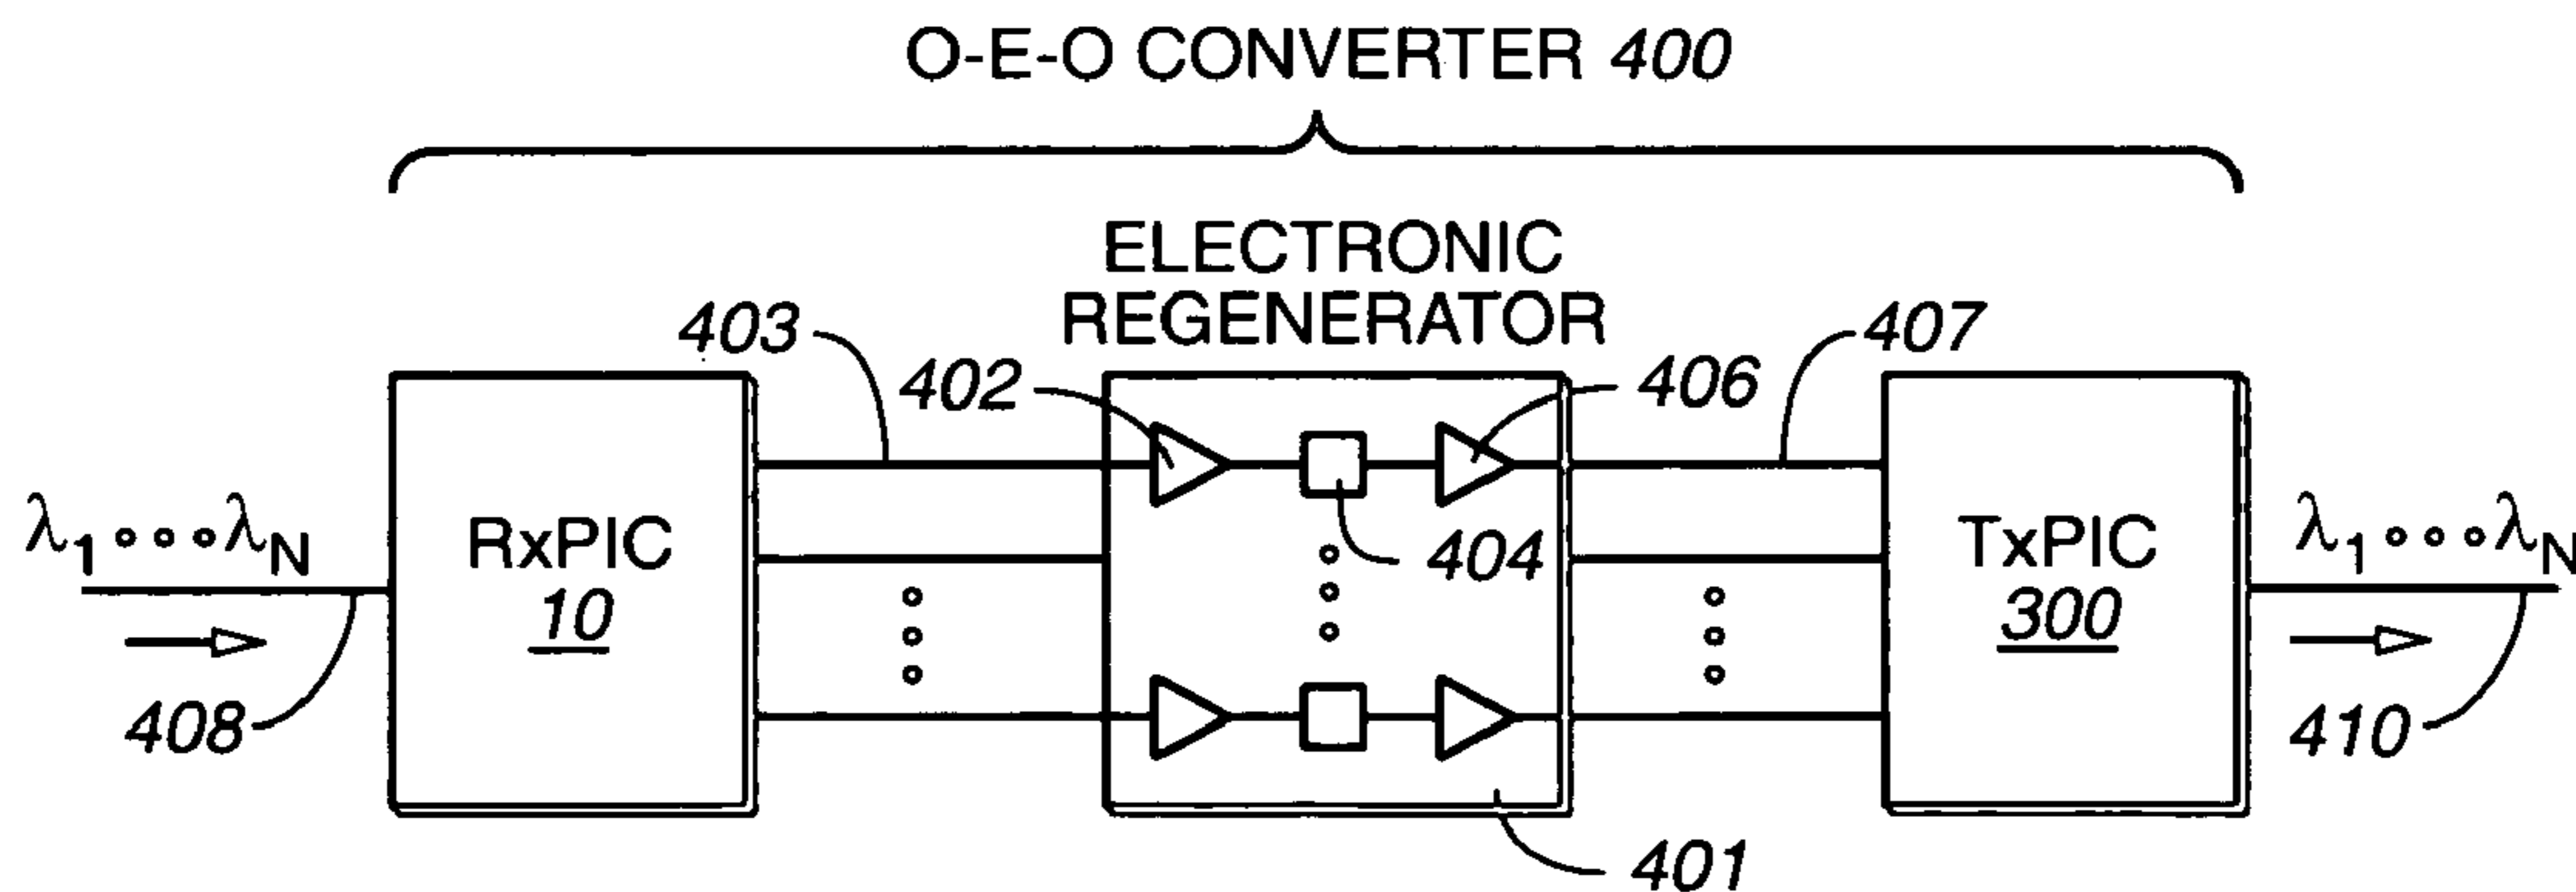 O-E-O CONVERTER 400
ELECTRONIC
REGENERATOR
403
402
406
407
λ1 ∘ ∘ ∘ λN
RxPIC
10
404
TxPIC
300
λ1 ∘ ∘ ∘ λN
408
410
401